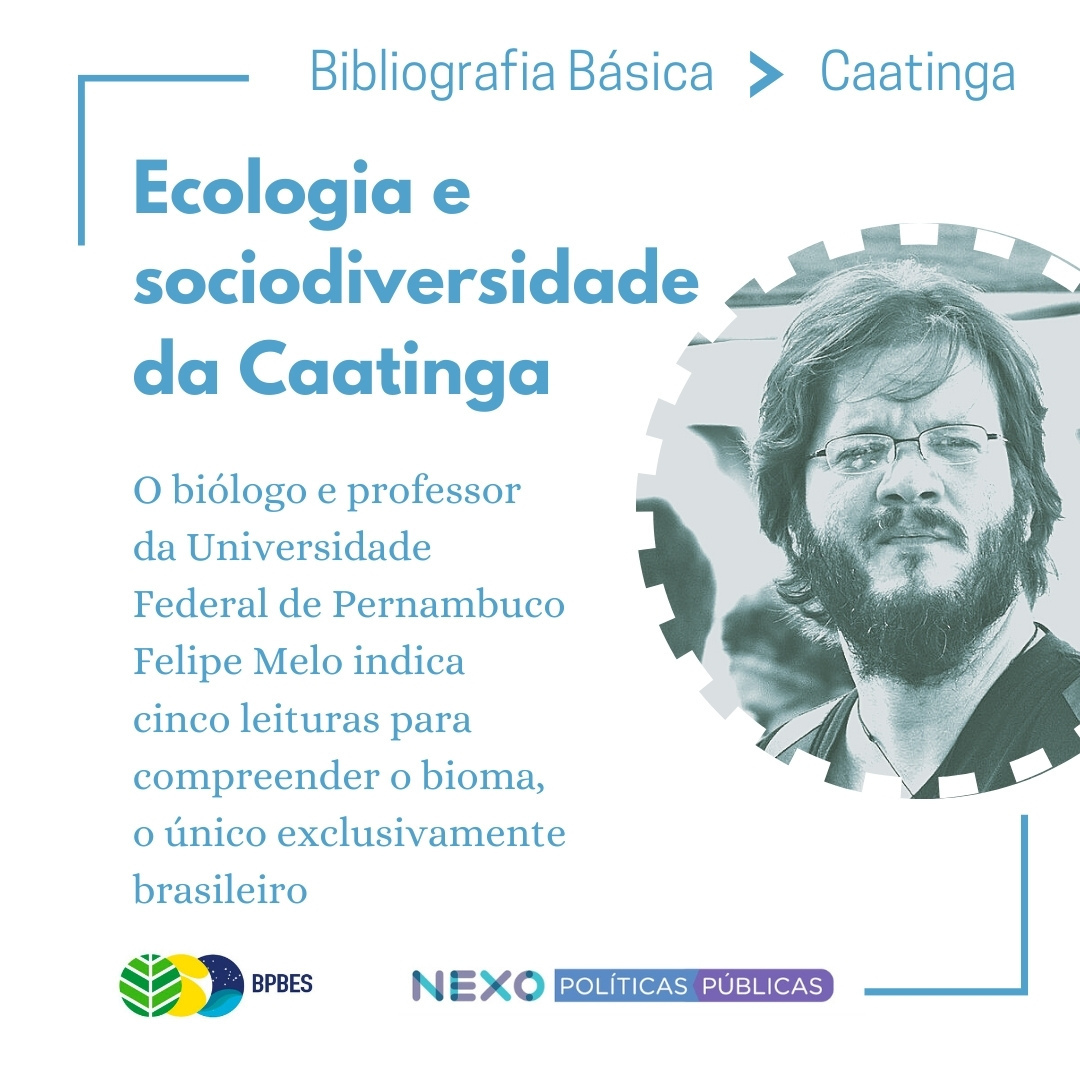 Bibliografia Básica > Caatinga
Ecologia e
sociodiversidade
da Caatinga
O biólogo e professor
da Universidade
Federal de Pernambuco
Felipe Melo indica
cinco leituras para
compreender o bioma,
o único exclusivamente
brasileiro
BPBES
NEXO POLÍTICAS PÚBLICAS